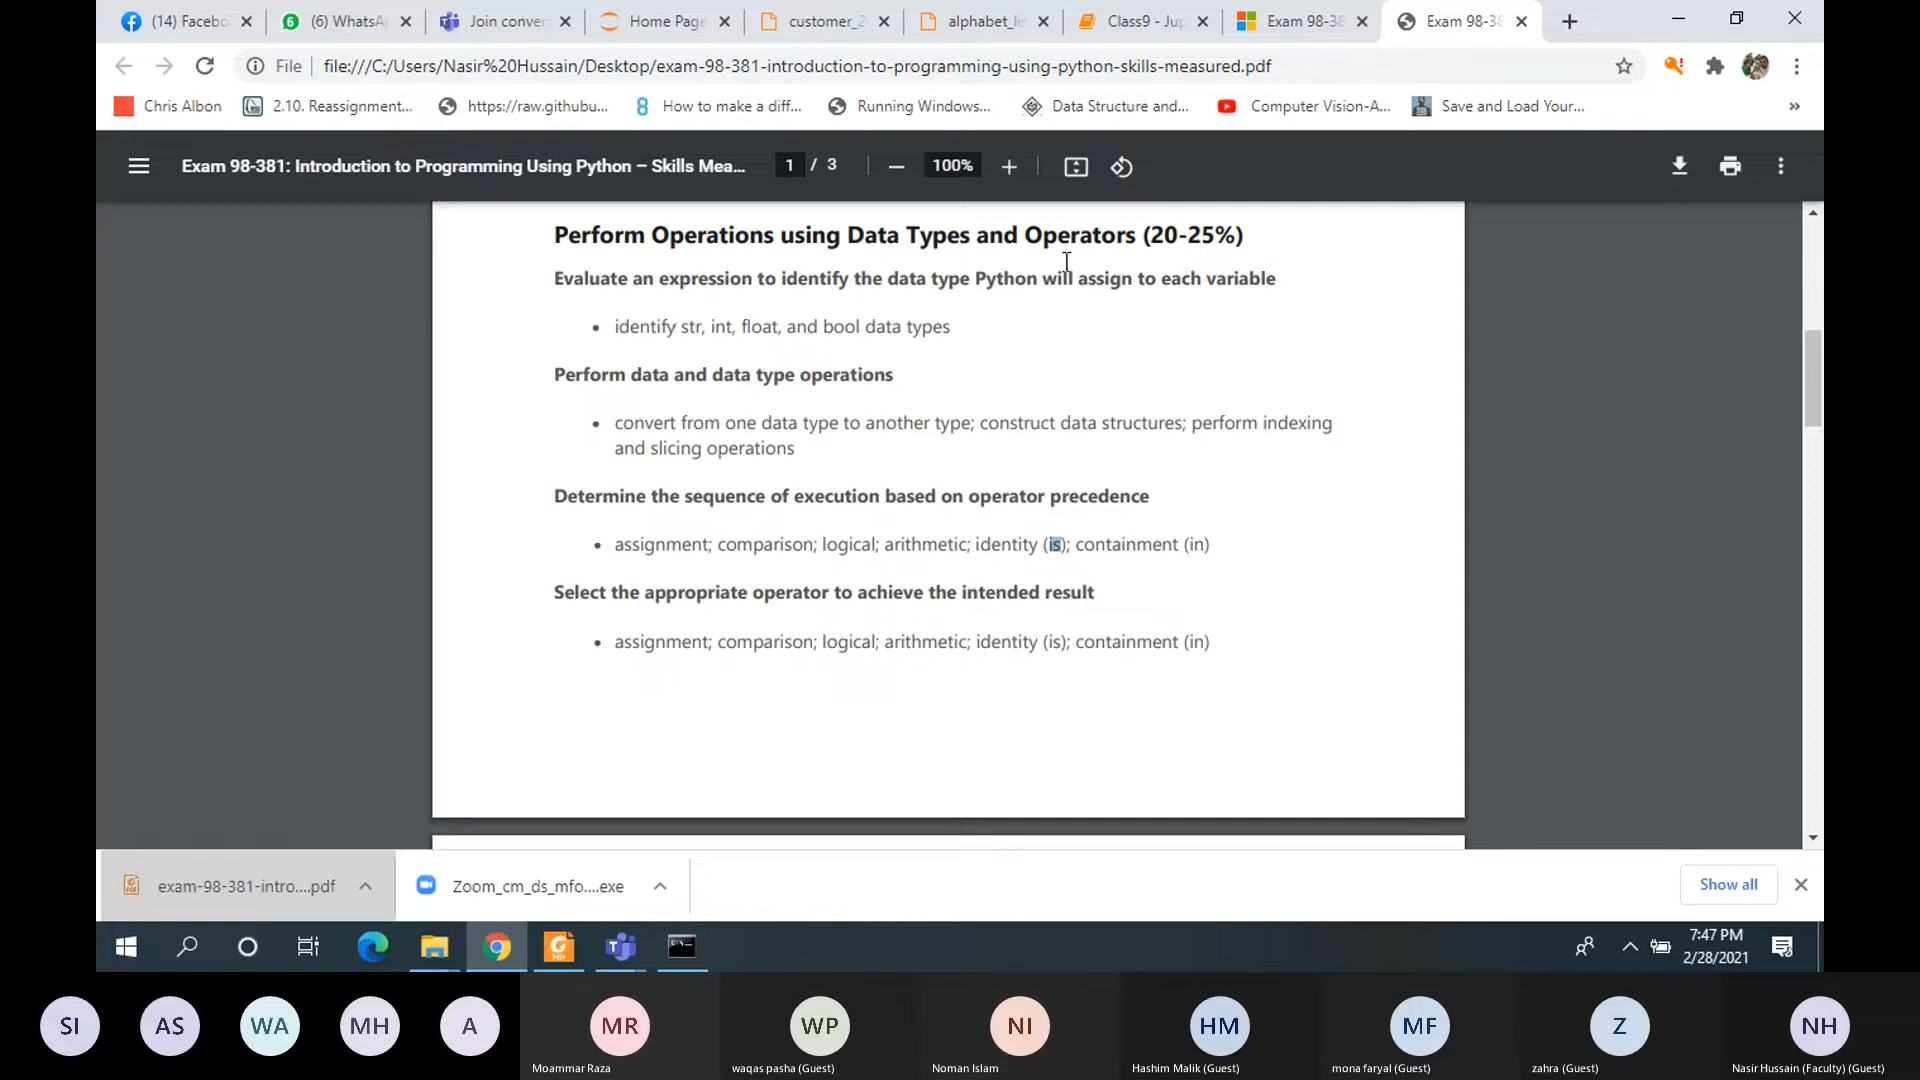 (14) Facebo
(6) WhatsA
Join conver
Home Page
customer_2
alphabet_lis
Class9 - Jup
Exam 98-38
Exam 98-38
File
file:///C:/Users/Nasir%20Hussain/Desktop/exam-98-381-introduction-to-programming-using-python-skills-measured.pdf
Chris Albon
2.10. Reassignment...
https://raw.githubu...
How to make a diff...
Running Windows...
Data Structure and...
Computer Vision-A...
Save and Load Your...
Exam 98-381: Introduction to Programming Using Python – Skills Mea...
1 / 3
100%
Perform Operations using Data Types and Operators (20-25%)
Evaluate an expression to identify the data type Python will assign to each variable
• identify str, int, float, and bool data types
Perform data and data type operations
• convert from one data type to another type; construct data structures; perform indexing
and slicing operations
Determine the sequence of execution based on operator precedence
• assignment; comparison; logical; arithmetic; identity (is); containment (in)
Select the appropriate operator to achieve the intended result
• assignment; comparison; logical; arithmetic; identity (is); containment (in)
exam-98-381-intro....pdf
Zoom_cm_ds_mfo....exe
Show all
7:47 PM
2/28/2021
SI
AS
WA
MH
A
MR
WP
NI
HM
MF
Z
NH
Moammar Raza
waqas pasha (Guest)
Noman Islam
Hashim Malik (Guest)
mona faryal (Guest)
zahra (Guest)
Nasir Hussain (Faculty) (Guest)